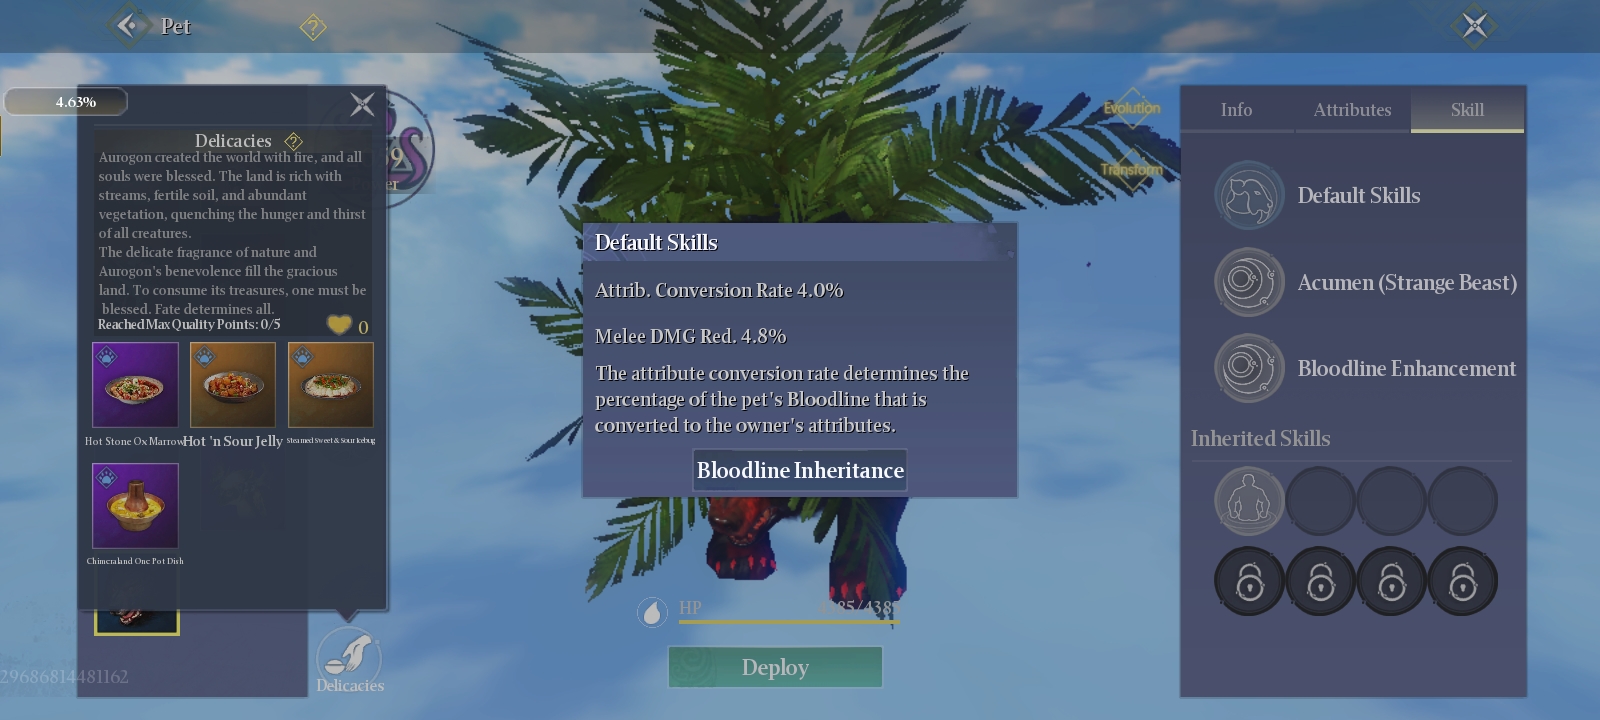 Pet
?
4.63%
Delicacies
?
Aurogon created the world with fire, and all
souls were blessed. The land is rich with
streams, fertile soil, and abundant
vegetation, quenching the hunger and thirst
of all creatures.
The delicate fragrance of nature and
Aurogon's benevolence fill the gracious
land. To consume its treasures, one must be
blessed. Fate determines all.
Reached Max Quality Points: 0/5
0
Hot Stone Ox Marrow
Hot 'n Sour Jelly
Steamed Sweet & Sour Icebug
Chimeraland One Pot Dish
29686814481162
Delicacies
Evolution
Transform
Default Skills
Attrib. Conversion Rate 4.0%
Melee DMG Red. 4.8%
The attribute conversion rate determines the
percentage of the pet's Bloodline that is
converted to the owner's attributes.
Bloodline Inheritance
HP
Deploy
Info
Attributes
Skill
Default Skills
Acumen (Strange Beast)
Bloodline Enhancement
Inherited Skills